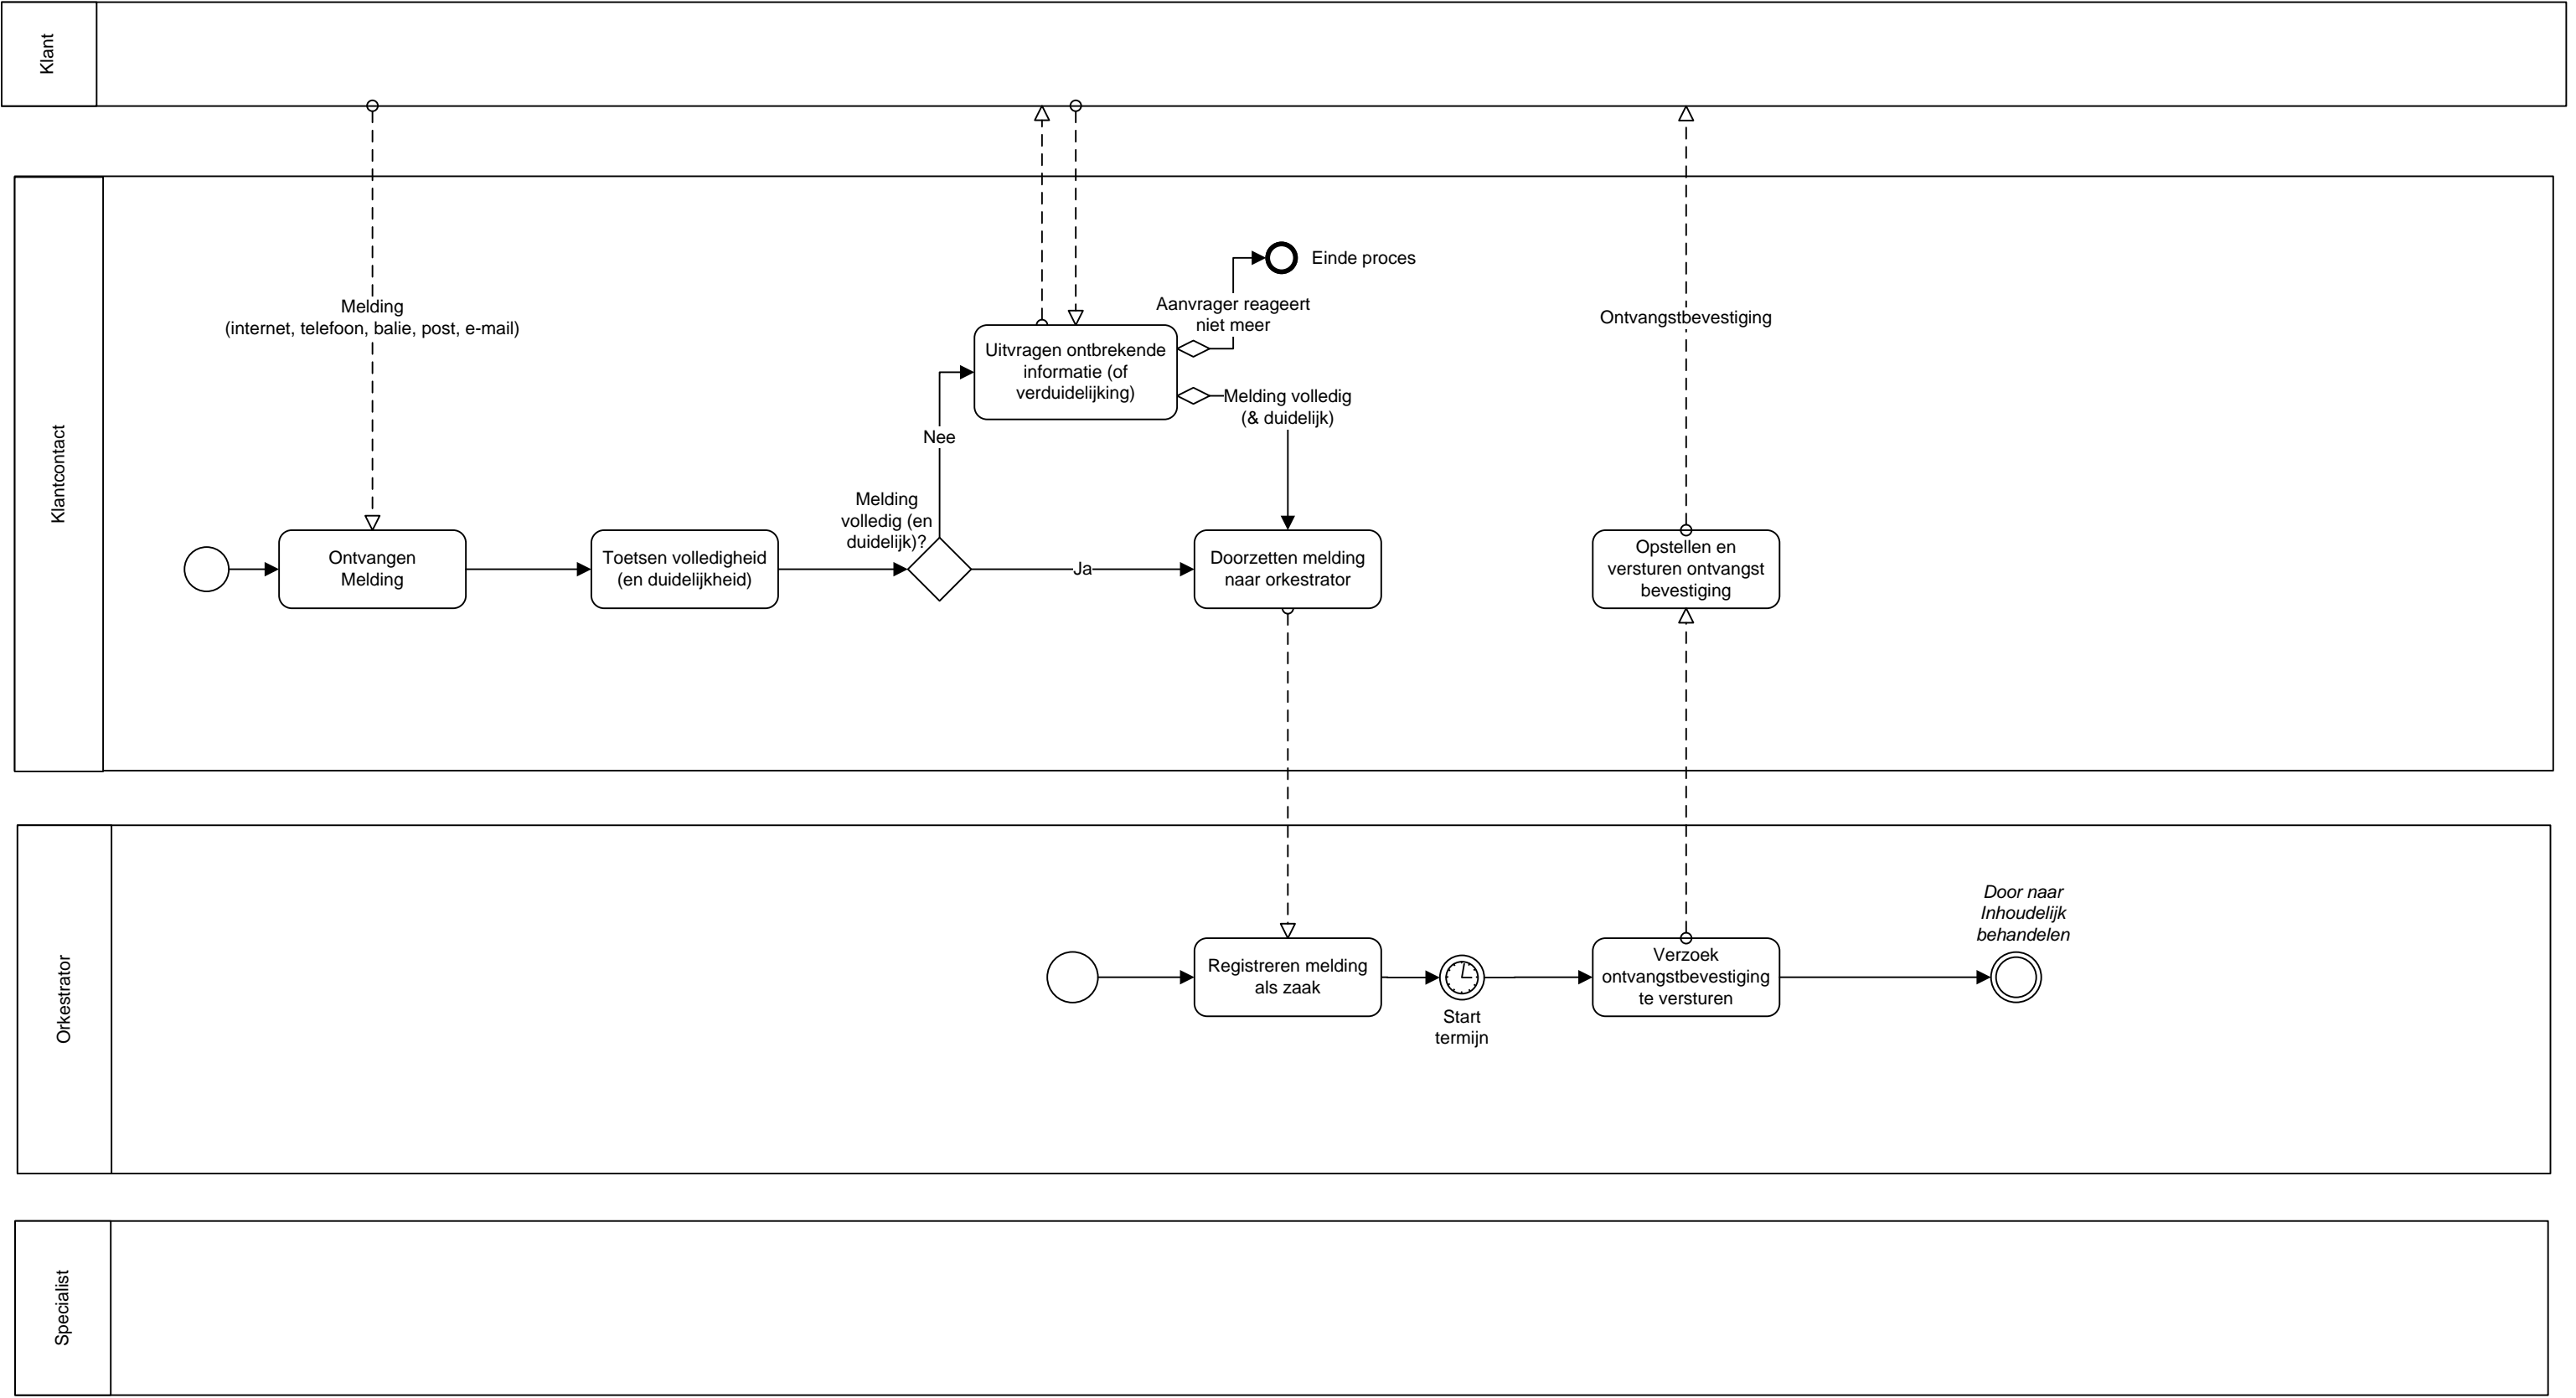 Klant
Klantcontact
Melding
(internet, telefoon, balie, post, e-mail)
Ontvangen
Melding
Toetsen volledigheid
(en duidelijkheid)
Melding
volledig (en
duidelijk)?
Nee
Ja
Uitvragen ontbrekende
informatie (of
verduidelijking)
Aanvrager reageert
niet meer
Einde proces
Melding volledig
(& duidelijk)
Doorzetten melding
naar orkestrator
Ontvangstbevestiging
Opstellen en
versturen ontvangst
bevestiging
Orkestrator
Registreren melding
als zaak
Start
termijn
Verzoek
ontvangstbevestiging
te versturen
Door naar
Inhoudelijk
behandelen
Specialist